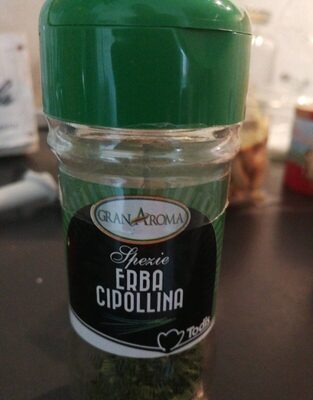 GRANAROMA
Spezie
ERBA
CIPOLLINA
Todis